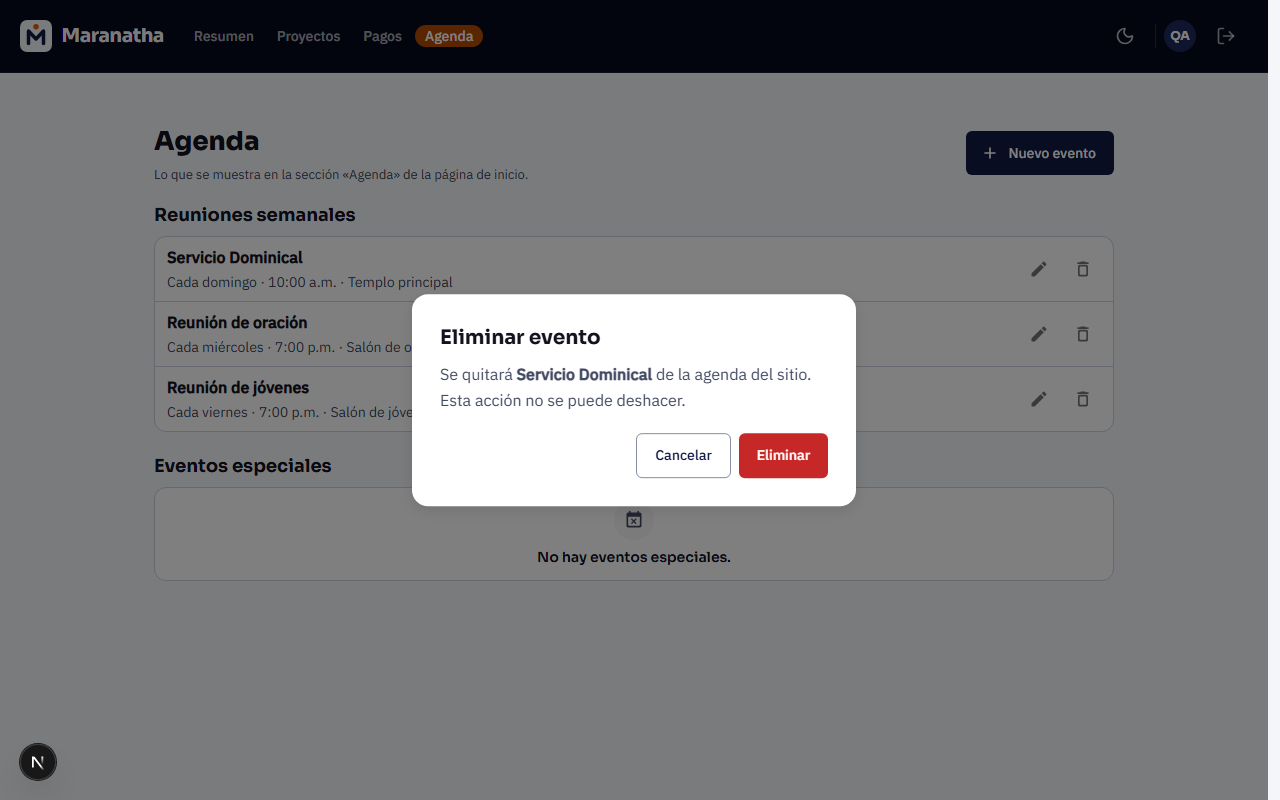 Maranatha
Resumen
Proyectos
Pagos
Agenda
QA
Agenda
Nuevo evento
Lo que se muestra en la sección «Agenda» de la página de inicio.
Reuniones semanales
Servicio Dominical
Cada domingo · 10:00 a.m. · Templo principal
Reunión de oración
Cada miércoles · 7:00 p.m. · Salón de o
Reunión de jóvenes
Cada viernes · 7:00 p.m. · Salón de jóve
Eliminar evento
Se quitará Servicio Dominical de la agenda del sitio.
Esta acción no se puede deshacer.
Cancelar
Eliminar
Eventos especiales
No hay eventos especiales.
N